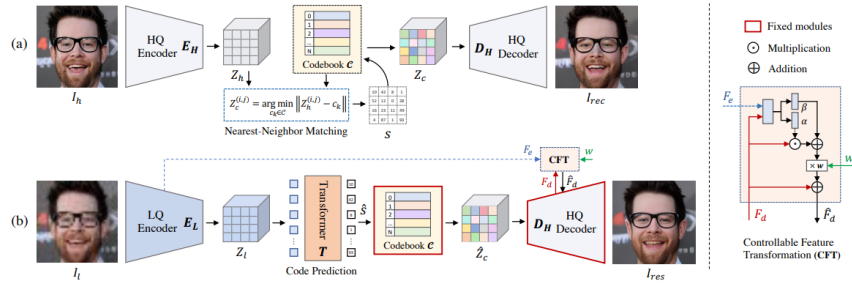 (a)
I_h
HQ
Encoder E_H
Z_h
0
1
2
...
N
Codebook C
Z_c
D_H HQ
Decoder
I_rec
Z_c^(i,j) = arg min c_k∈C ||Z_h^(i,j) − c_k||
Nearest-Neighbor Matching
S
(b)
I_l
LQ
Encoder E_L
Z_l
Transformer
T
Code Prediction
Ŝ
0
1
2
...
N
Codebook C
Ẑ_c
F_e
CFT
w
F_d
F̂_d
D_H HQ
Decoder
I_res
Fixed modules
Multiplication
Addition
F_e
β
α
× w
w
F_d
F̂_d
Controllable Feature
Transformation (CFT)